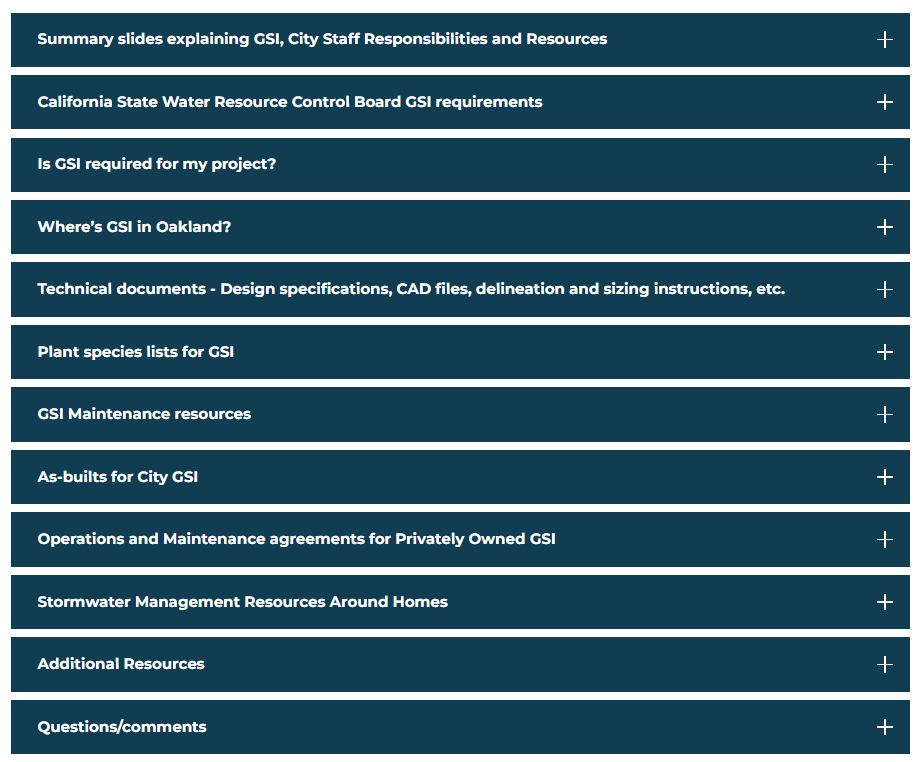 Summary slides explaining GSI, City Staff Responsibilities and Resources
California State Water Resource Control Board GSI requirements
Is GSI required for my project?
Where’s GSI in Oakland?
Technical documents - Design specifications, CAD files, delineation and sizing instructions, etc.
Plant species lists for GSI
GSI Maintenance resources
As-builts for City GSI
Operations and Maintenance agreements for Privately Owned GSI
Stormwater Management Resources Around Homes
Additional Resources
Questions/comments